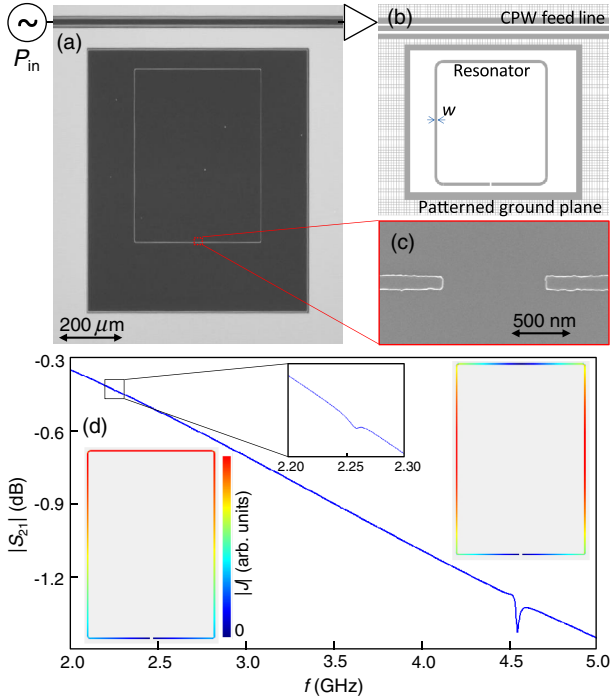 ~
P_in
(a)
200 μm
(b)
CPW feed line
Resonator
w
Patterned ground plane
(c)
500 nm
-0.3
-0.6
-0.9
-1.2
|S21| (dB)
(d)
2.20
2.25
2.30
|J| (arb. units)
0
2.0
2.5
3.0
3.5
4.0
4.5
5.0
f (GHz)